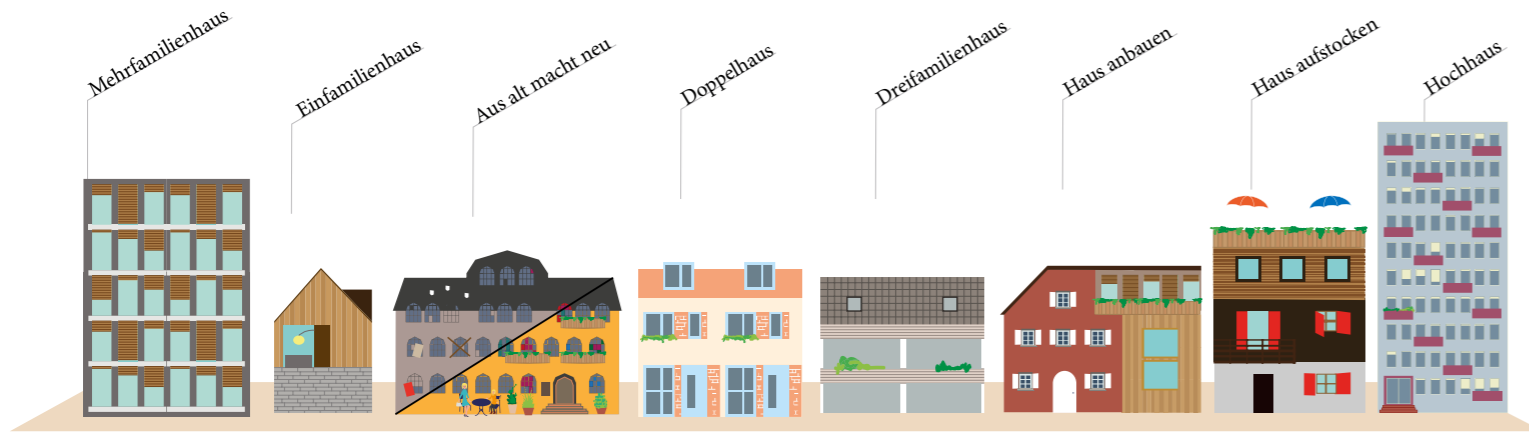 Mehrfamilienhaus
Einfamilienhaus
Aus alt macht neu
Doppelhaus
Dreifamilienhaus
Haus anbauen
Haus aufstocken
Hochhaus